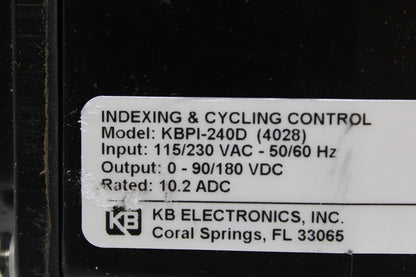 INDEXING & CYCLING CONTROL
Model: KBPI-240D (4028)
Input: 115/230 VAC - 50/60 Hz
Output: 0 - 90/180 VDC
Rated: 10.2 ADC
KB KB ELECTRONICS, INC.
Coral Springs, FL 33065